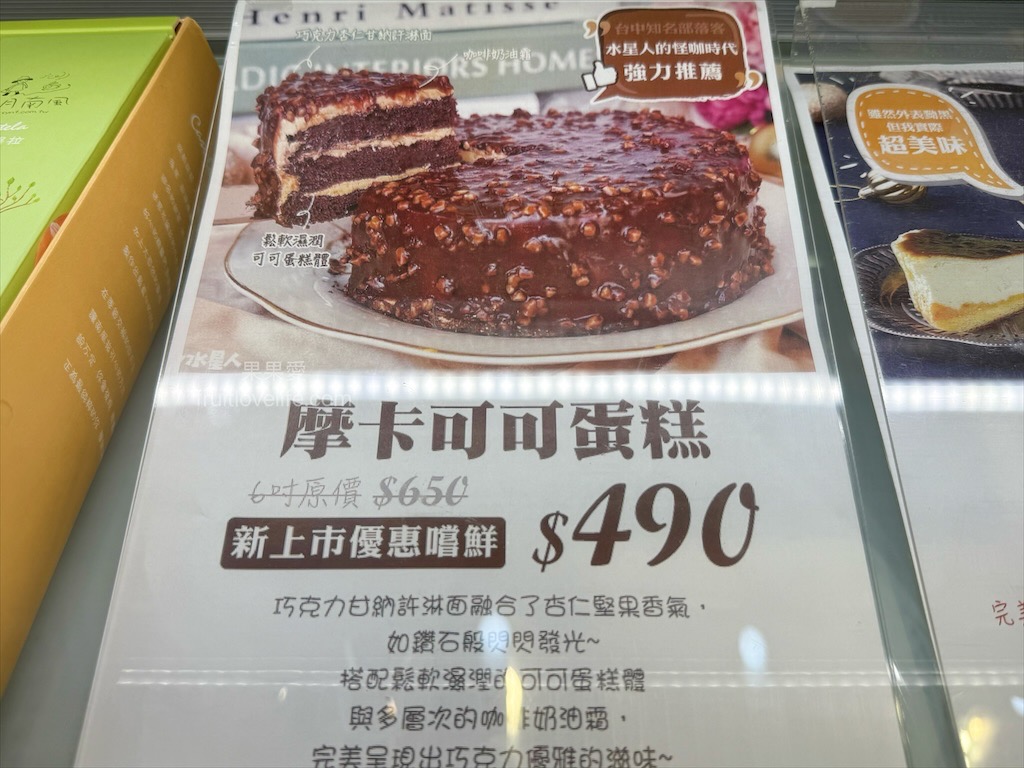 Henri Matisse
巧克力杏仁甘納許淋面
咖啡奶油霜
INTERIORS HOME
台中知名部落客
水星人的怪咖時代
強力推薦
鬆軟濕潤
可可蛋糕體
水星人
果果愛
fruitlovelife.com
摩卡可可蛋糕
6吋原價 $650
新上市優惠嚐鮮 $490
巧克力甘納許淋面融合了杏仁堅果香氣，
如鑽石般閃閃發光~
搭配鬆軟濕潤的可可蛋糕體
與多層次的咖啡奶油霜，
完美呈現出巧克力優雅的滋味~
雖然外表黝黑
但我實際
超美味